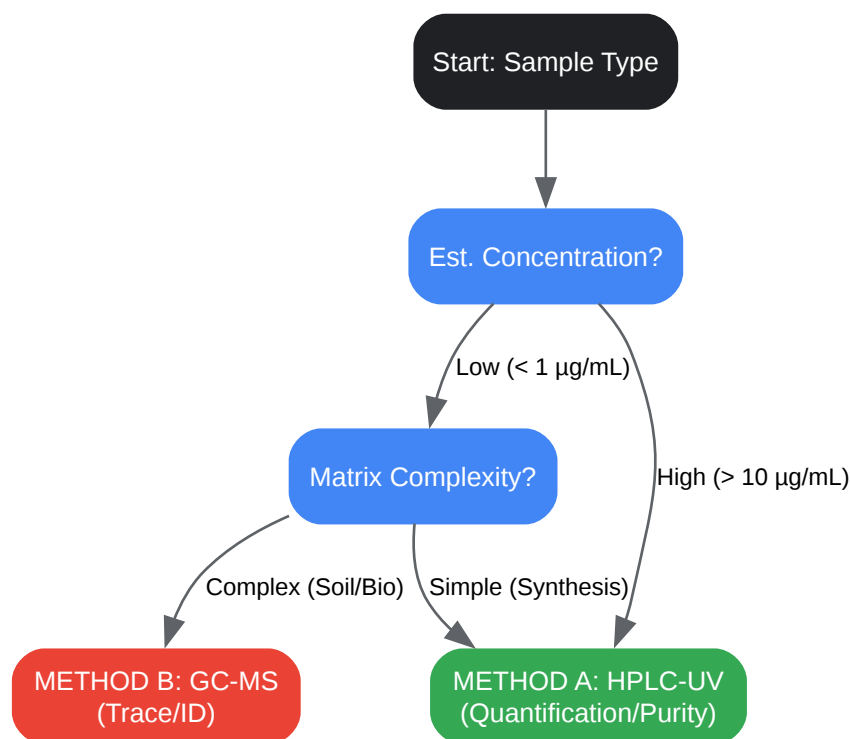 Start: Sample Type
Est. Concentration?
Low (< 1 µg/mL)
Matrix Complexity?
High (> 10 µg/mL)
Complex (Soil/Bio)
Simple (Synthesis)
METHOD B: GC-MS
(Trace/ID)
METHOD A: HPLC-UV
(Quantification/Purity)